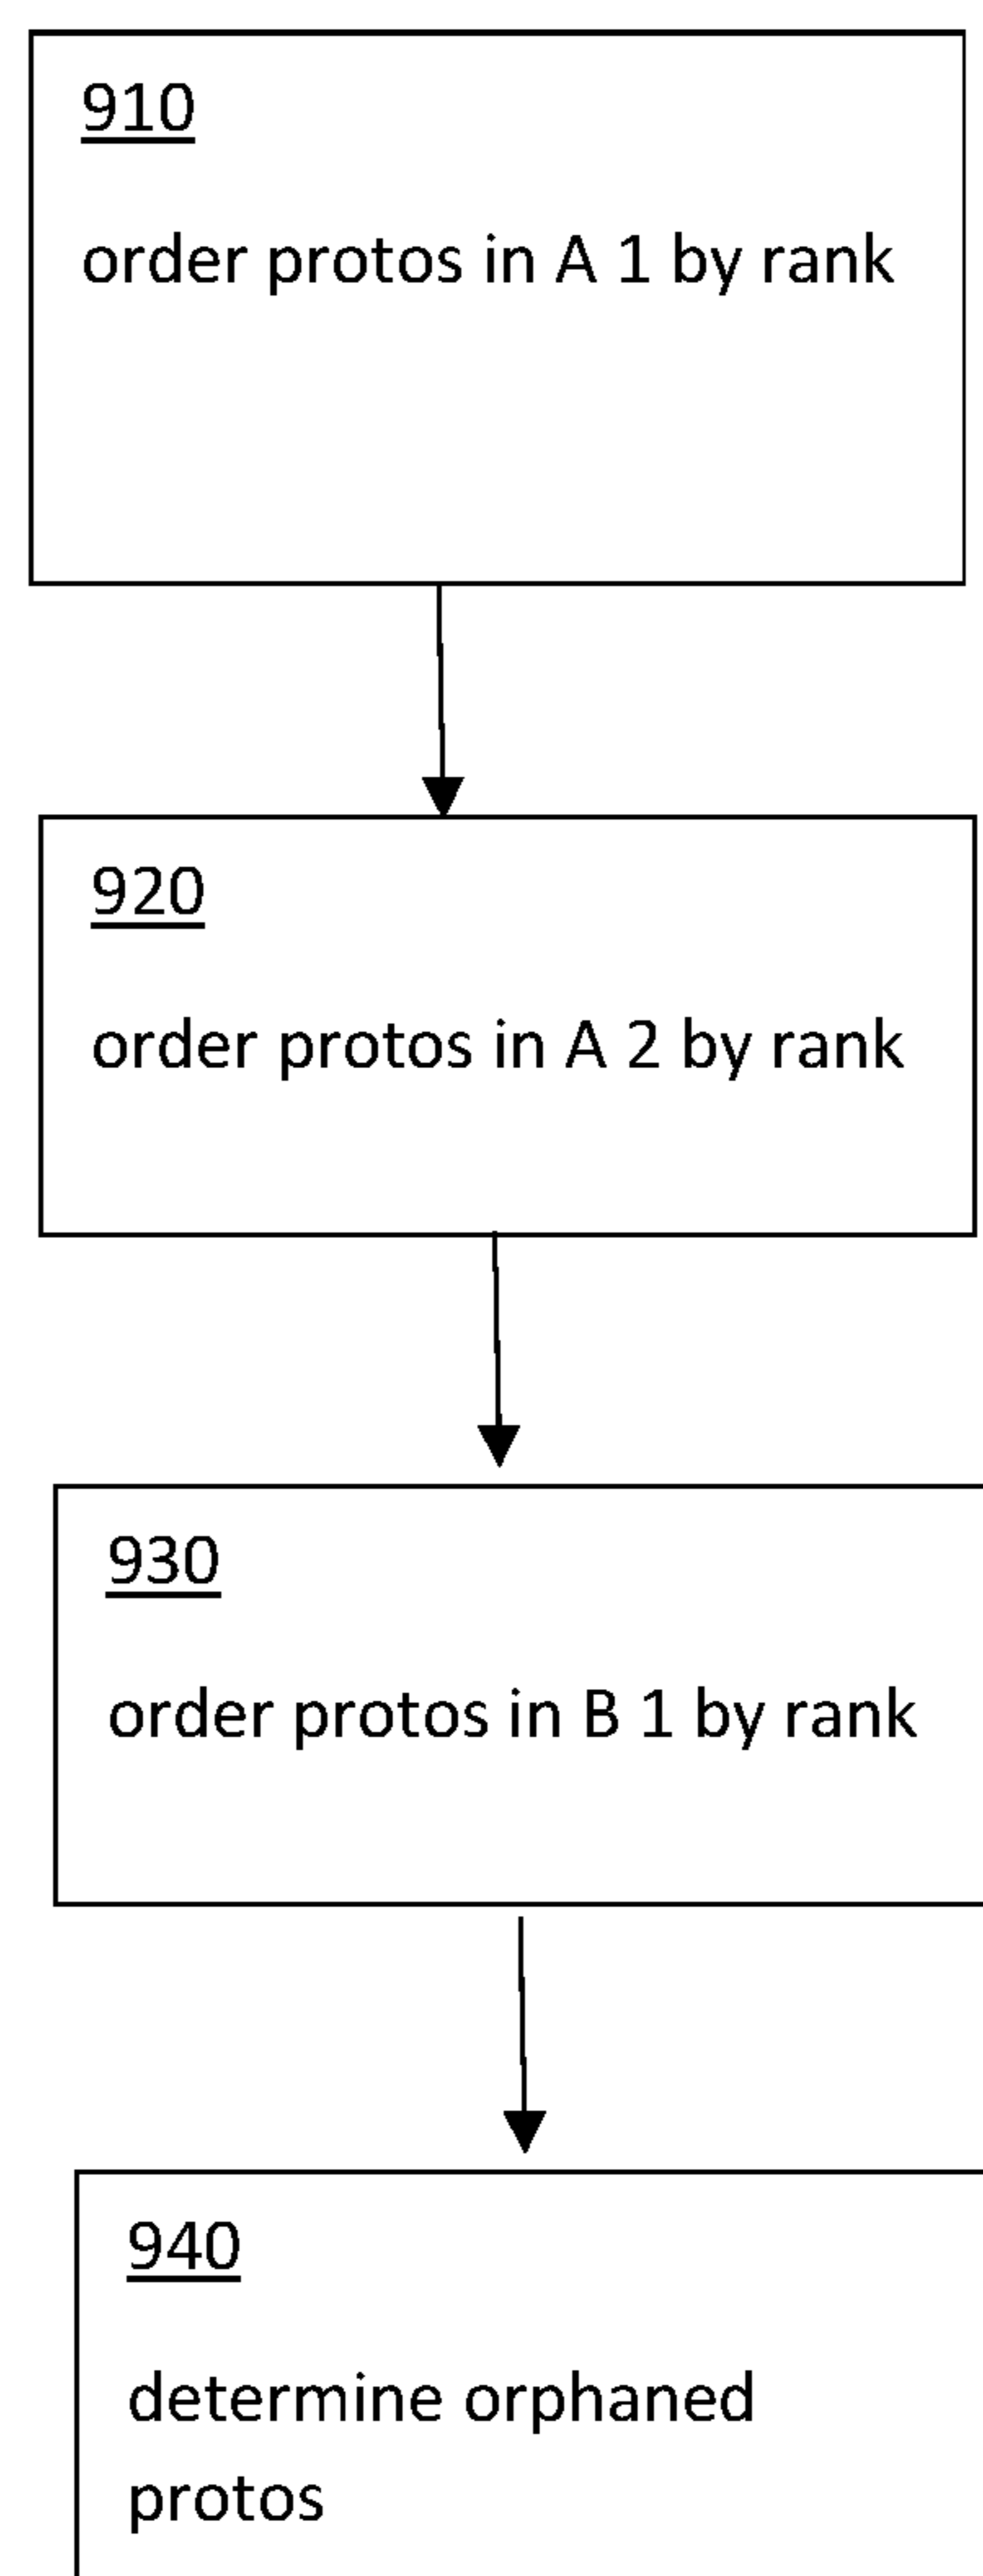 910
order protos in A 1 by rank
920
order protos in A 2 by rank
930
order protos in B 1 by rank
940
determine orphaned
protos